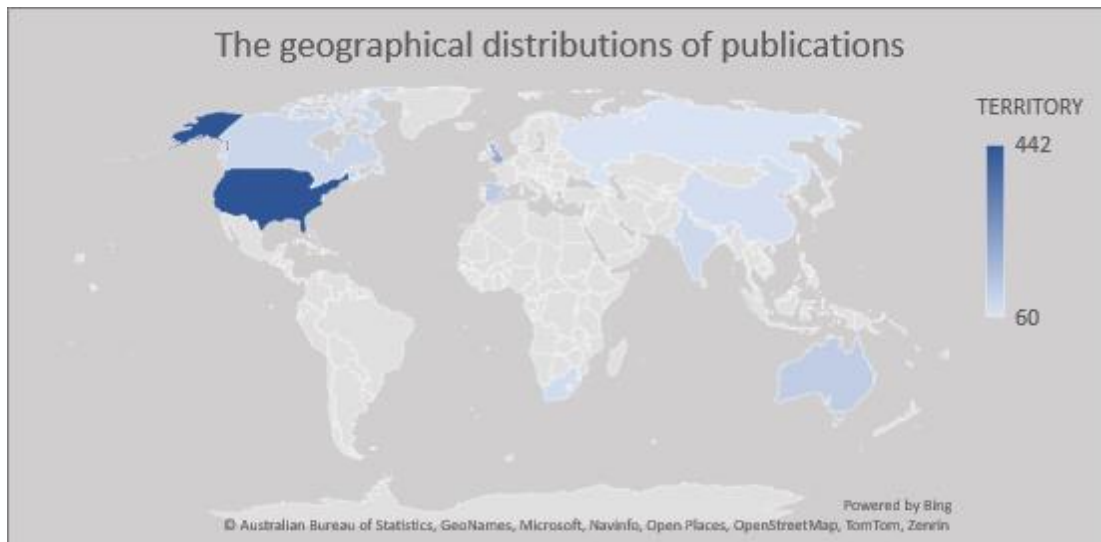 The geographical distributions of publications
TERRITORY
442
60
Powered by Bing
© Australian Bureau of Statistics, GeoNames, Microsoft, Navinfo, Open Places, OpenStreetMap, TomTom, Zenrin